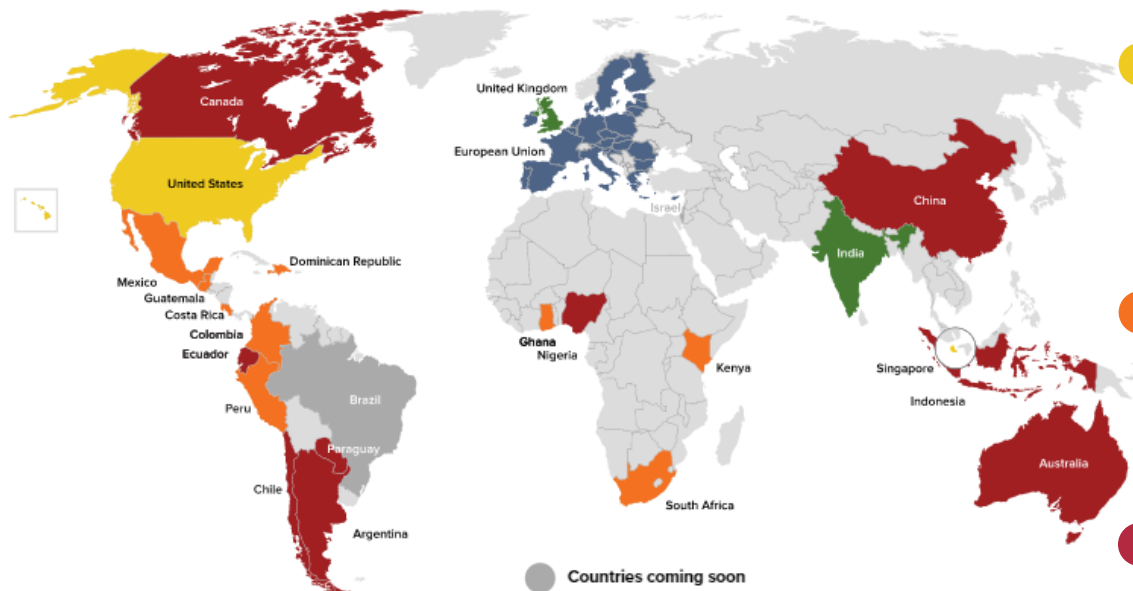 Canada
United States
Mexico
Guatemala
Costa Rica
Dominican Republic
Colombia
Ecuador
Peru
Brazil
Paraguay
Chile
Argentina
United Kingdom
European Union
Israel
Ghana
Nigeria
Kenya
South Africa
China
India
Singapore
Indonesia
Australia
Countries coming soon